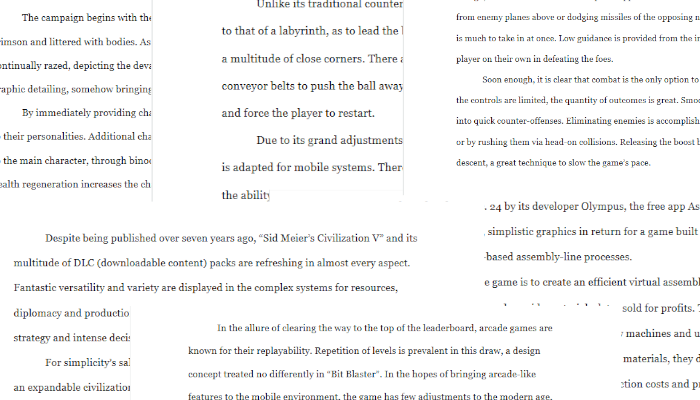 The campaign begins with the
rimson and littered with bodies. As
ontinually razed, depicting the deva
raphic detailing, somehow bringing
By immediately providing cha
their personalities. Additional cha
the main character, through binoc
ealth regeneration increases the ch
Unlike its traditional counter
to that of a labyrinth, as to lead the
a multitude of close corners. There
conveyor belts to push the ball away
and force the player to restart.
Due to its grand adjustments
is adapted for mobile systems. Ther
the ability
from enemy planes above or dodging missiles of the opposing n
is much to take in at once. Low guidance is provided from the in
player on their own in defeating the foes.
Soon enough, it is clear that combat is the only option to
the controls are limited, the quantity of outcomes is great. Smoo
into quick counter-offenses. Eliminating enemies is accomplish
or by rushing them via head-on collisions. Releasing the boost b
descent, a great technique to slow the game's pace.
. 24 by its developer Olympus, the free app As
simplistic graphics in return for a game built
-based assembly-line processes.
e game is to create an efficient virtual assembl
sold for profits. T
machines and u
materials, they d
ction costs and pr
Despite being published over seven years ago, “Sid Meier’s Civilization V” and its
multitude of DLC (downloadable content) packs are refreshing in almost every aspect.
Fantastic versatility and variety are displayed in the complex systems for resources,
diplomacy and productio
strategy and intense decis
For simplicity's sal
an expandable civilization
In the allure of clearing the way to the top of the leaderboard, arcade games are
known for their replayability. Repetition of levels is prevalent in this draw, a design
concept treated no differently in “Bit Blaster”. In the hopes of bringing arcade-like
features to the mobile environment, the game has few adjustments to the modern age.